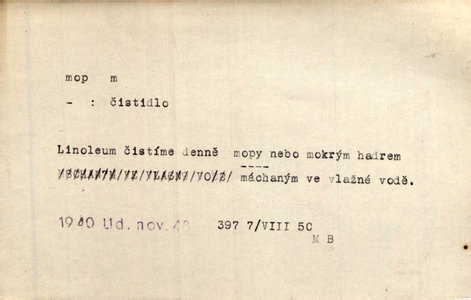 mop m
- : čistidlo
Linoleum čistíme denně mopy nebo mokrým hadrem
máchaným ve vlažné vodě.
1940 Lid. nov. 48 397 7/VIII 5C
M B